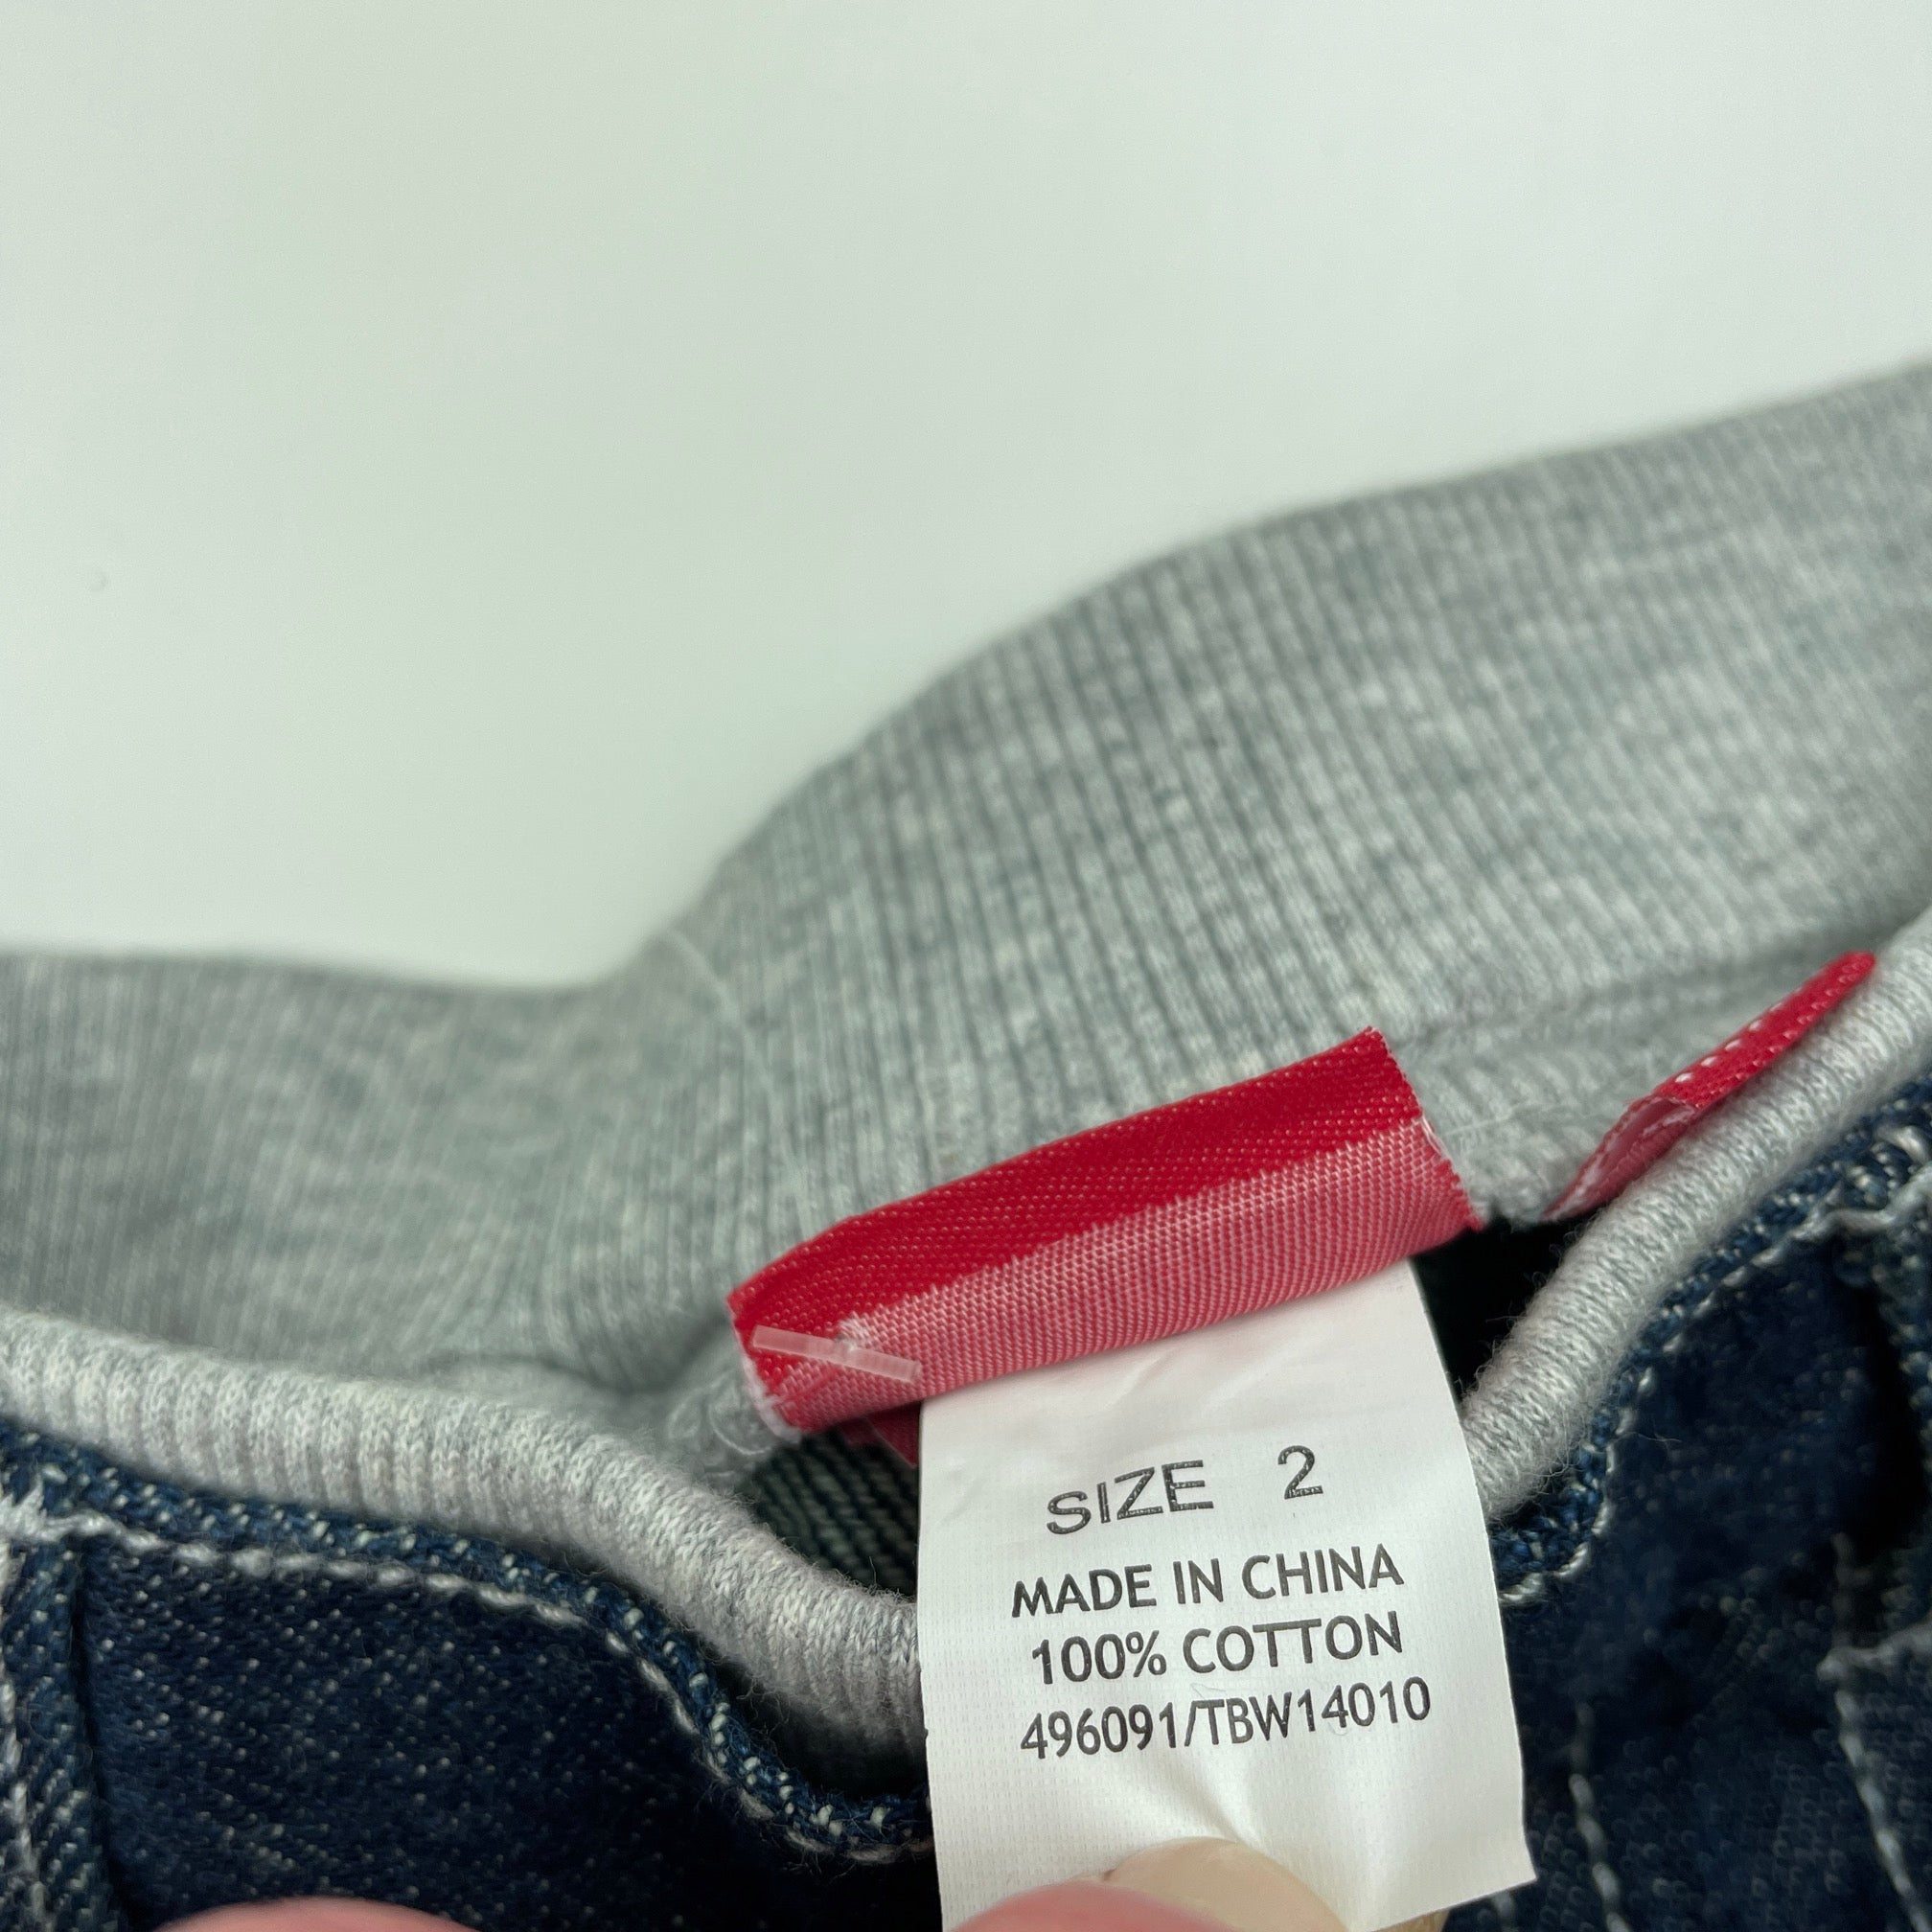 SIZE 2
MADE IN CHINA
100% COTTON
496091/TBW14010